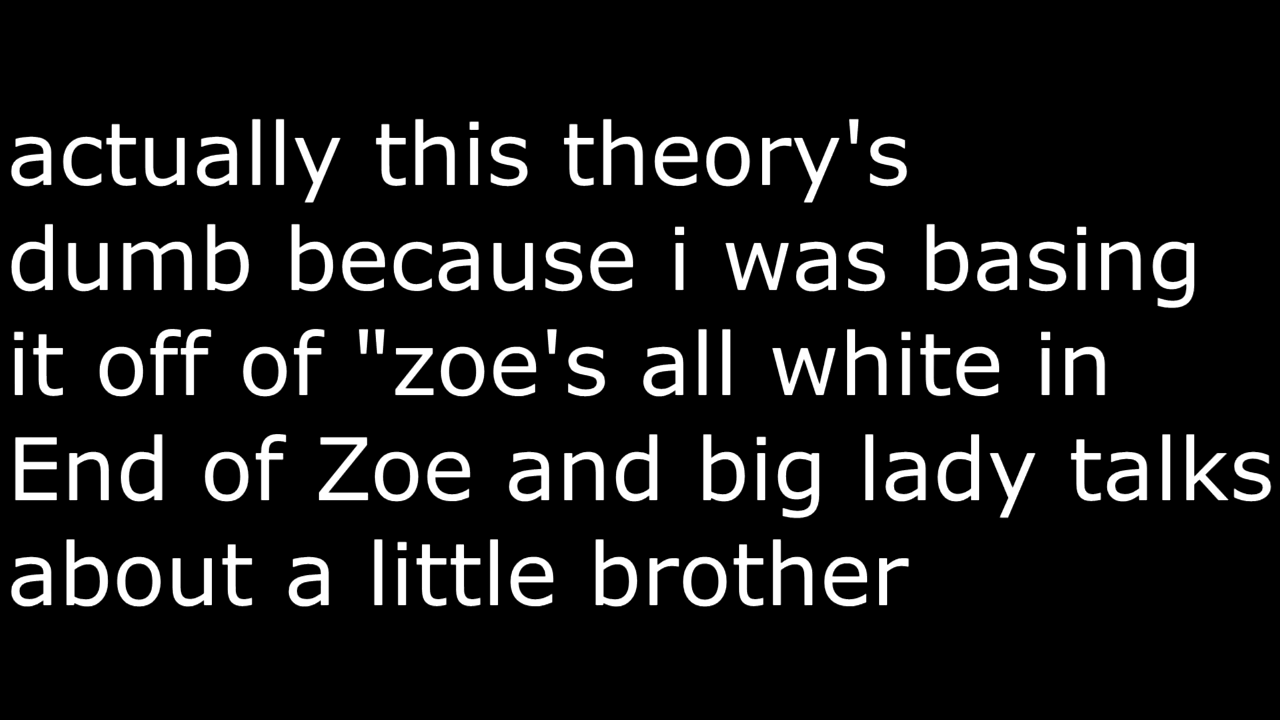 actually this theory's
dumb because i was basing
it off of "zoe's all white in
End of Zoe and big lady talks
about a little brother